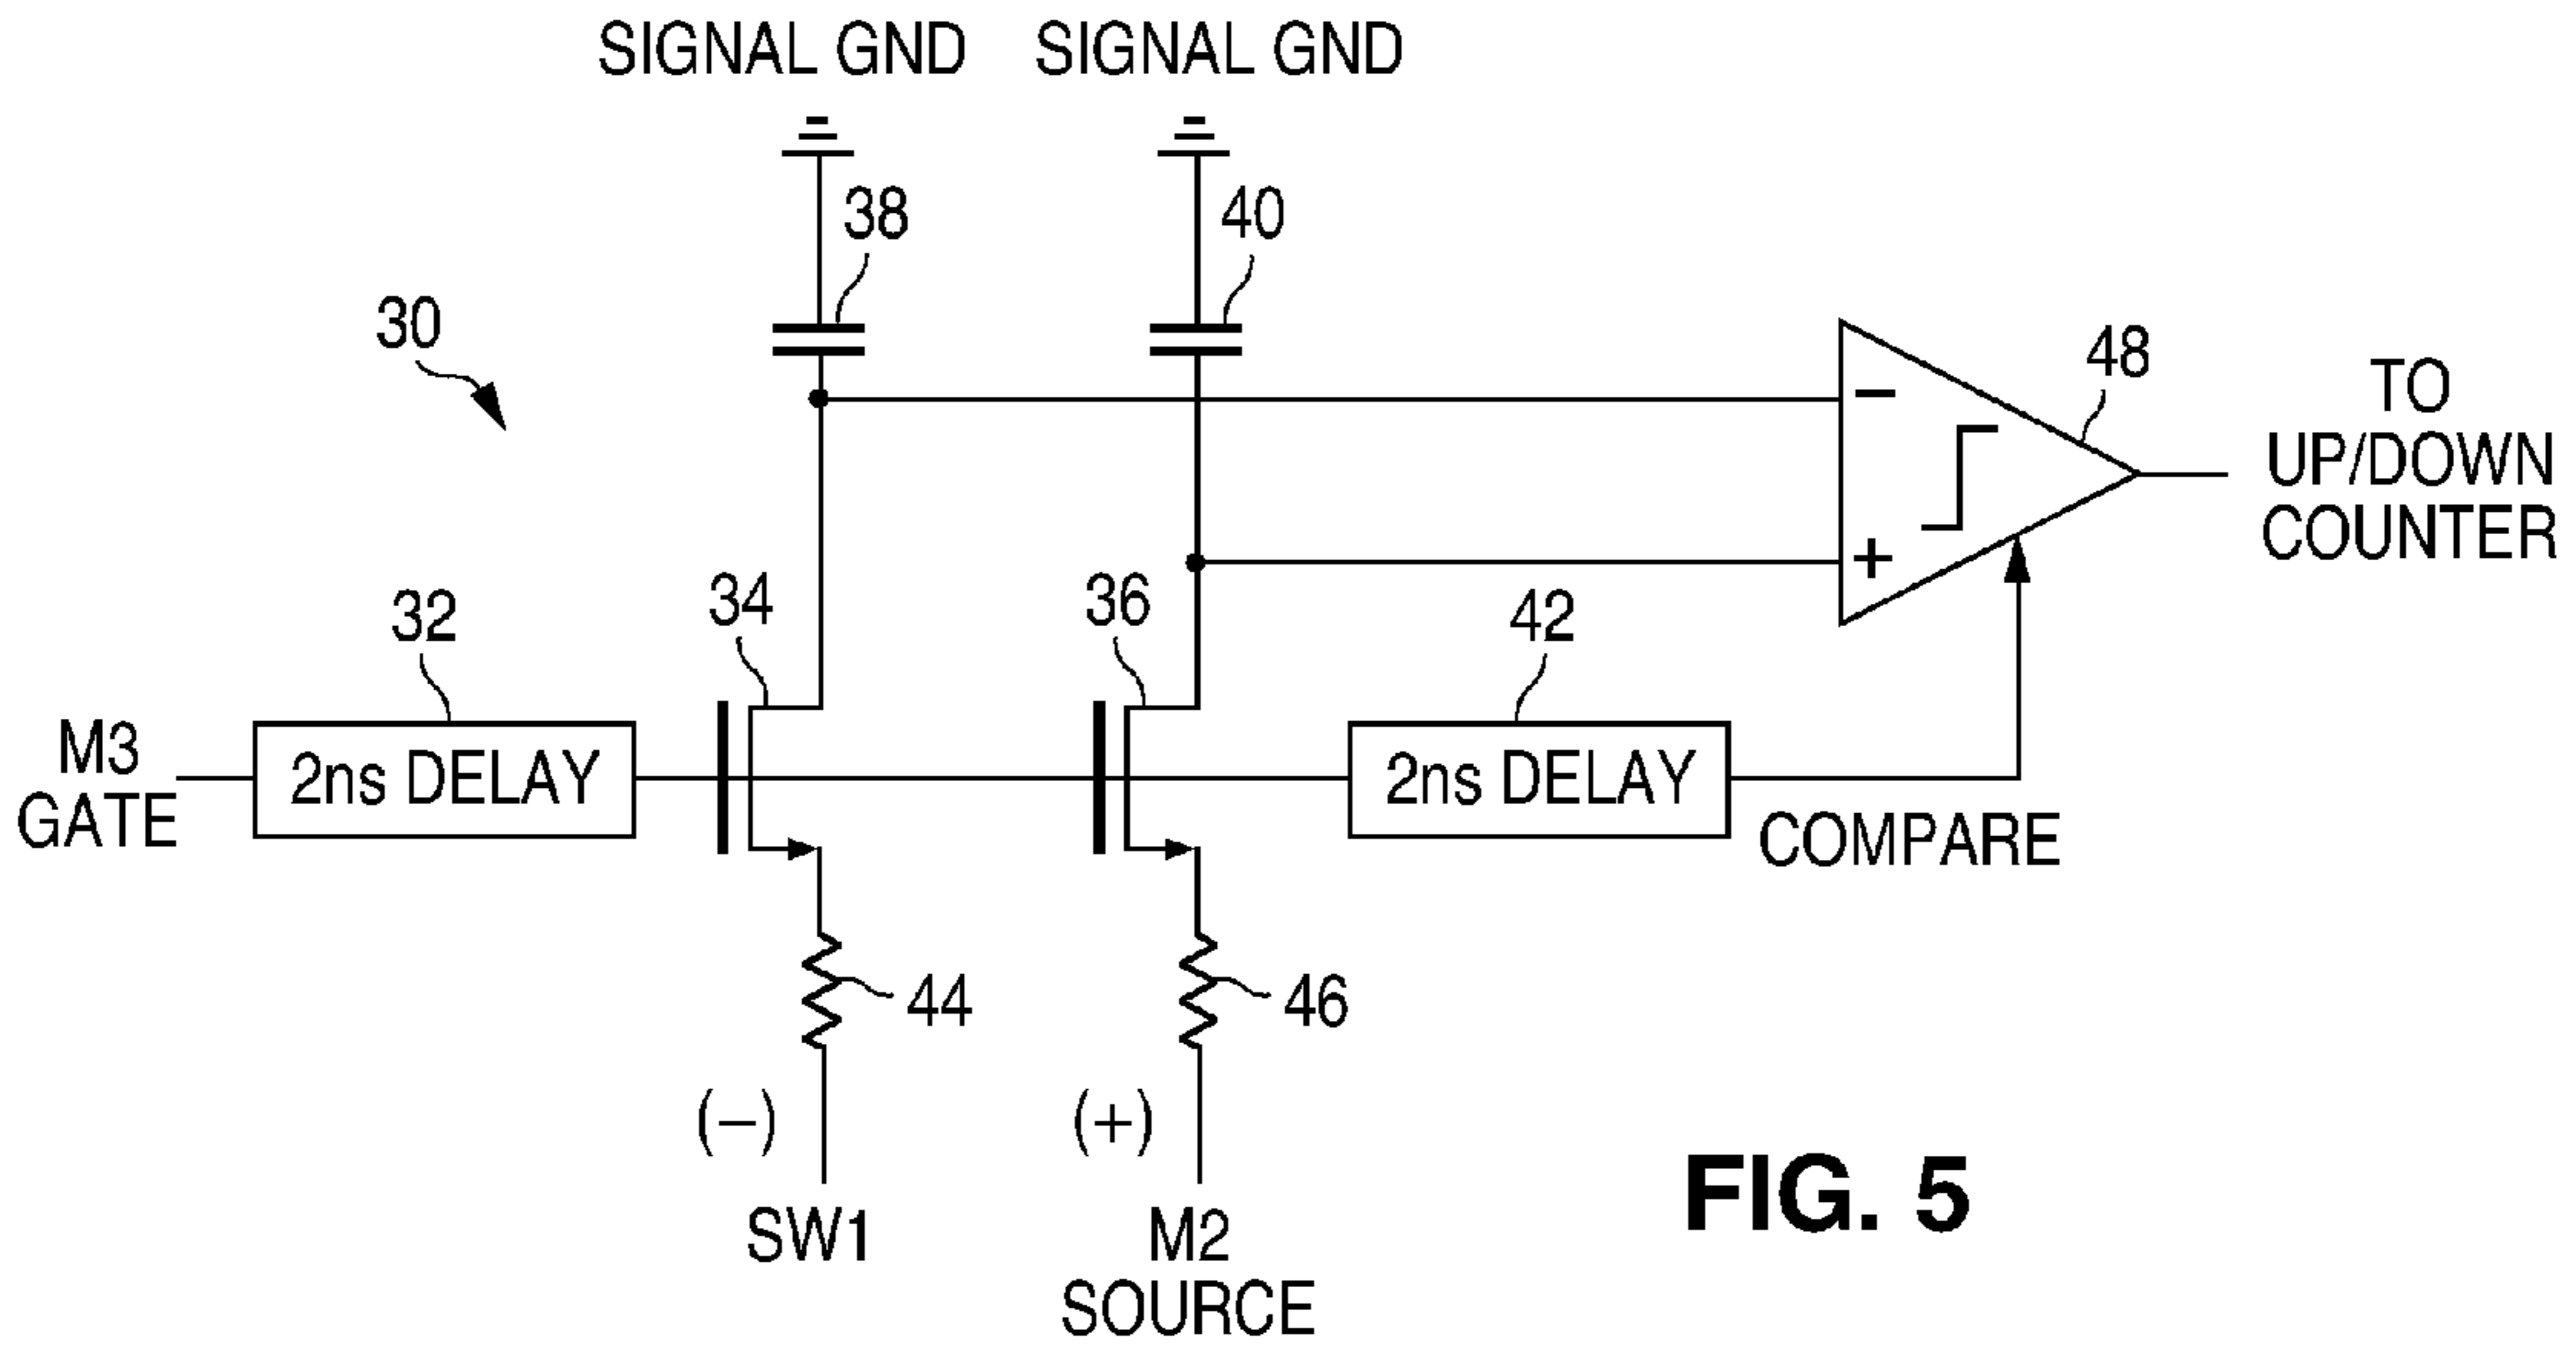 SIGNAL GND SIGNAL GND
38
40
30
48
TO
UP/DOWN
COUNTER
−
+
32
34
36
42
M3
GATE
2ns DELAY
2ns DELAY
COMPARE
44
46
(−)
(+)
SW1
M2
SOURCE
FIG. 5